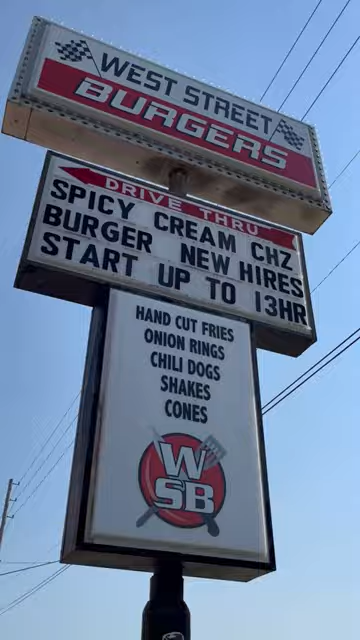 WEST STREET
BURGERS
DRIVE THRU
SPICY CREAM CHZ
BURGER NEW HIRES
START UP TO 13HR
HAND CUT FRIES
ONION RINGS
CHILI DOGS
SHAKES
CONES
W
SB